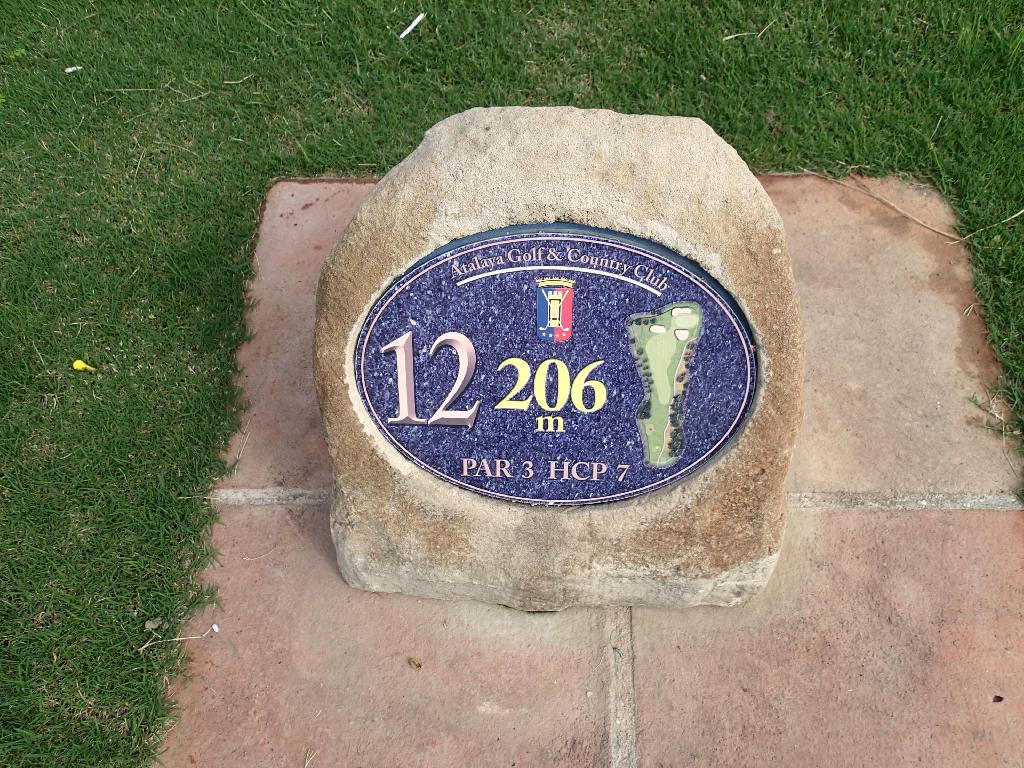 Atalaya Golf & Country Club
12 206
m
PAR 3 HCP 7